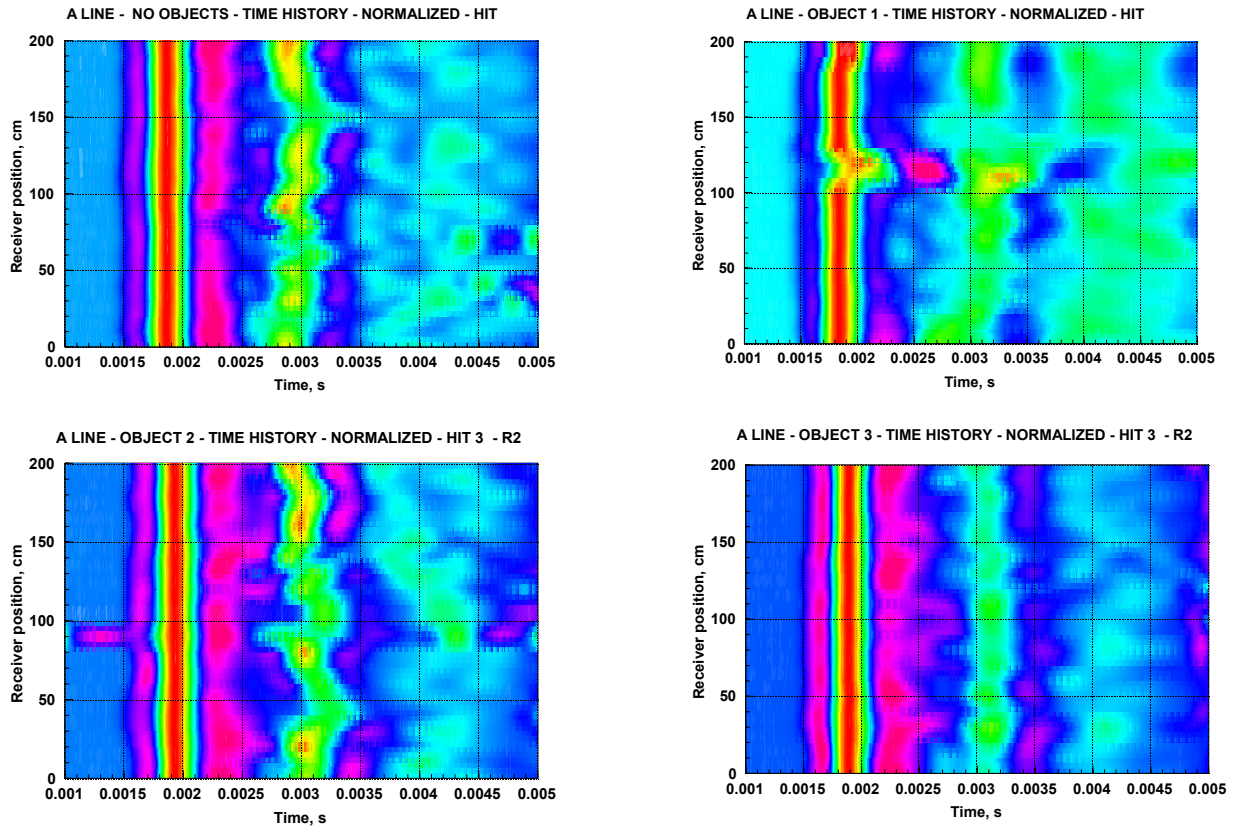 A LINE - NO OBJECTS - TIME HISTORY - NORMALIZED - HIT
200
150
100
50
0
Receiver position, cm
0.001 0.0015 0.002 0.0025 0.003 0.0035 0.004 0.0045 0.005
Time, s
A LINE - OBJECT 1 - TIME HISTORY - NORMALIZED - HIT
200
150
100
50
0
Receiver position, cm
0.001 0.0015 0.002 0.0025 0.003 0.0035 0.004 0.0045 0.005
Time, s
A LINE - OBJECT 2 - TIME HISTORY - NORMALIZED - HIT 3 - R2
200
150
100
50
0
Receiver position, cm
0.001 0.0015 0.002 0.0025 0.003 0.0035 0.004 0.0045 0.005
Time, s
A LINE - OBJECT 3 - TIME HISTORY - NORMALIZED - HIT 3 - R2
200
150
100
50
0
Receiver position, cm
0.001 0.0015 0.002 0.0025 0.003 0.0035 0.004 0.0045 0.005
Time, s